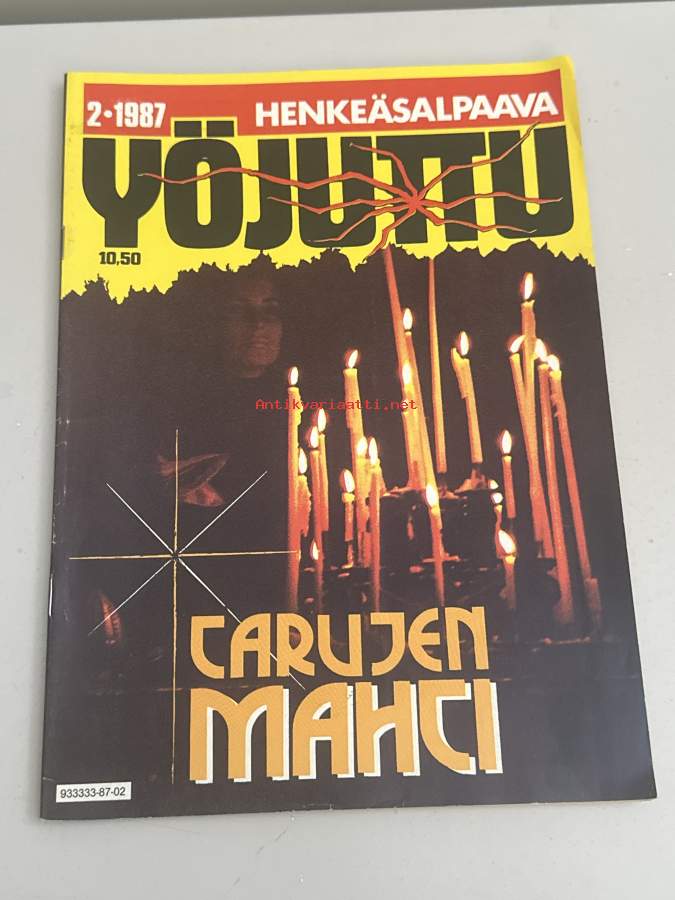 2•1987 HENKEÄSALPAAVA
YÖJUTTU
10,50
Antikvariaatti.net
TARUJEN
MAHTI
933333-87-02